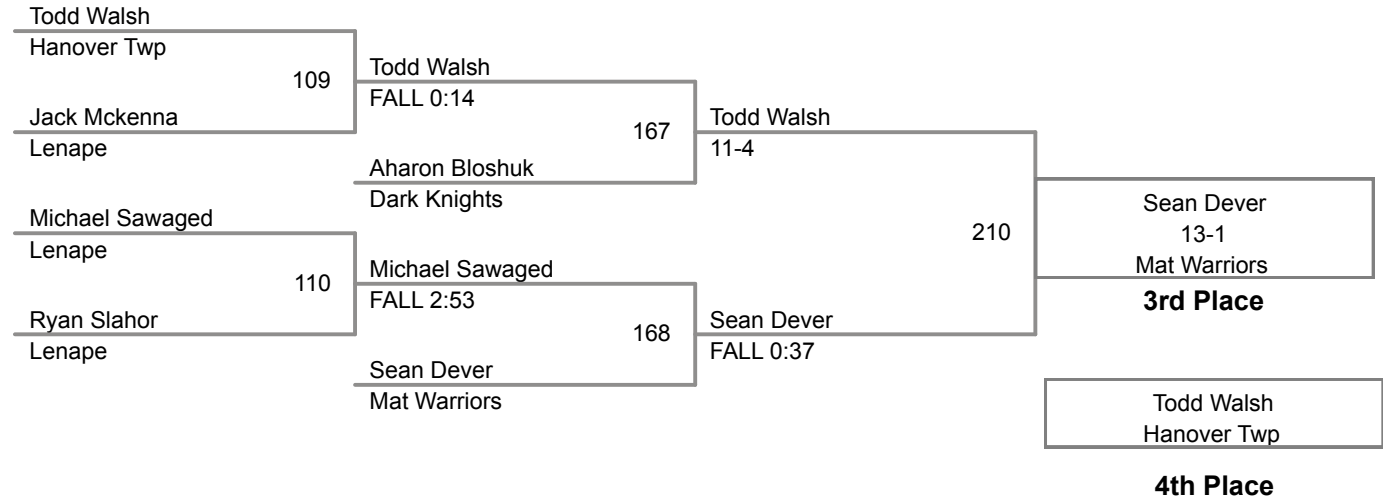 Todd Walsh
Hanover Twp
109
Jack Mckenna
Lenape
Michael Sawaged
Lenape
110
Ryan Slahor
Lenape
Todd Walsh
FALL 0:14
167
Aharon Bloshuk
Dark Knights
Michael Sawaged
FALL 2:53
168
Sean Dever
Mat Warriors
Todd Walsh
11-4
210
Sean Dever
FALL 0:37
Sean Dever
13-1
Mat Warriors
3rd Place
Todd Walsh
Hanover Twp
4th Place